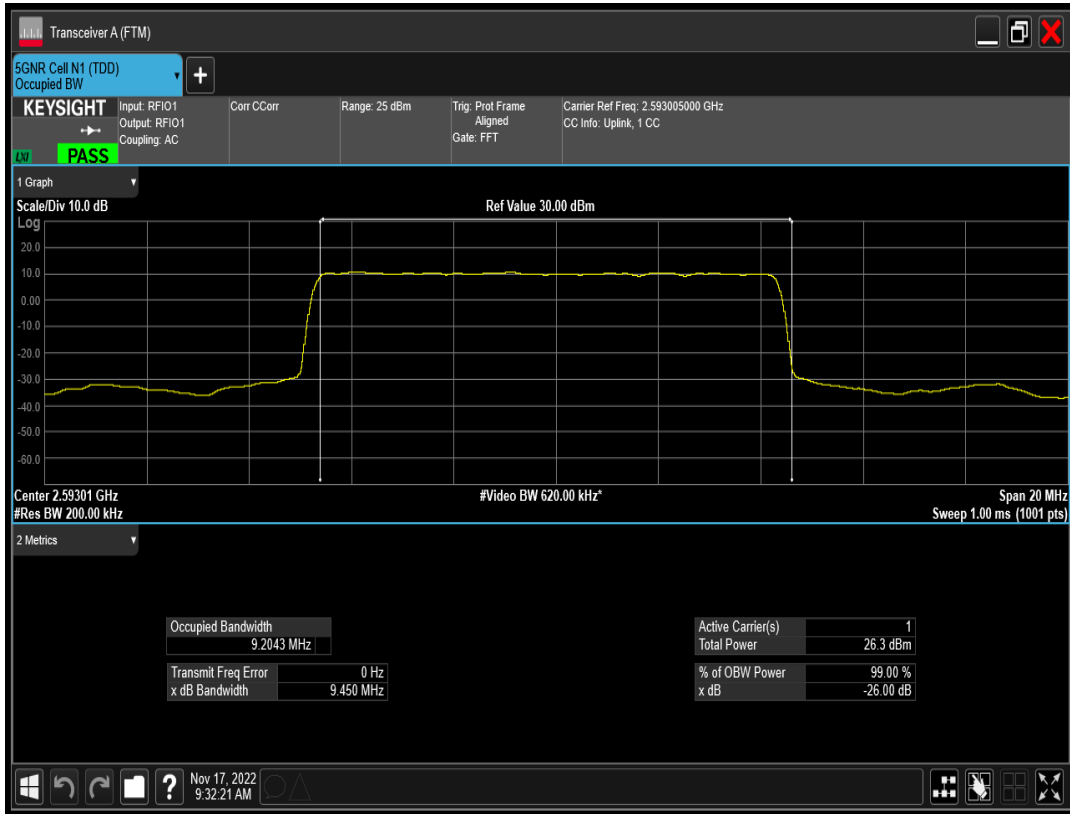 Transceiver A (FTM)
5GNR Cell N1 (TDD)
Occupied BW
+
KEYSIGHT
Input: RFIO1
Output: RFIO1
Coupling: AC
Corr CCorr
Range: 25 dBm
Trig: Prot Frame
Aligned
Gate: FFT
Carrier Ref Freq: 2.593005000 GHz
CC Info: Uplink, 1 CC
LXI
PASS
1 Graph
Scale/Div 10.0 dB
Ref Value 30.00 dBm
Log
20.0
10.0
0.00
-10.0
-20.0
-30.0
-40.0
-50.0
-60.0
Center 2.59301 GHz
#Video BW 620.00 kHz*
Span 20 MHz
#Res BW 200.00 kHz
Sweep 1.00 ms (1001 pts)
2 Metrics
Occupied Bandwidth
9.2043 MHz
Transmit Freq Error 0 Hz
x dB Bandwidth 9.450 MHz
Active Carrier(s) 1
Total Power 26.3 dBm
% of OBW Power 99.00 %
x dB -26.00 dB
?
Nov 17, 2022
9:32:21 AM